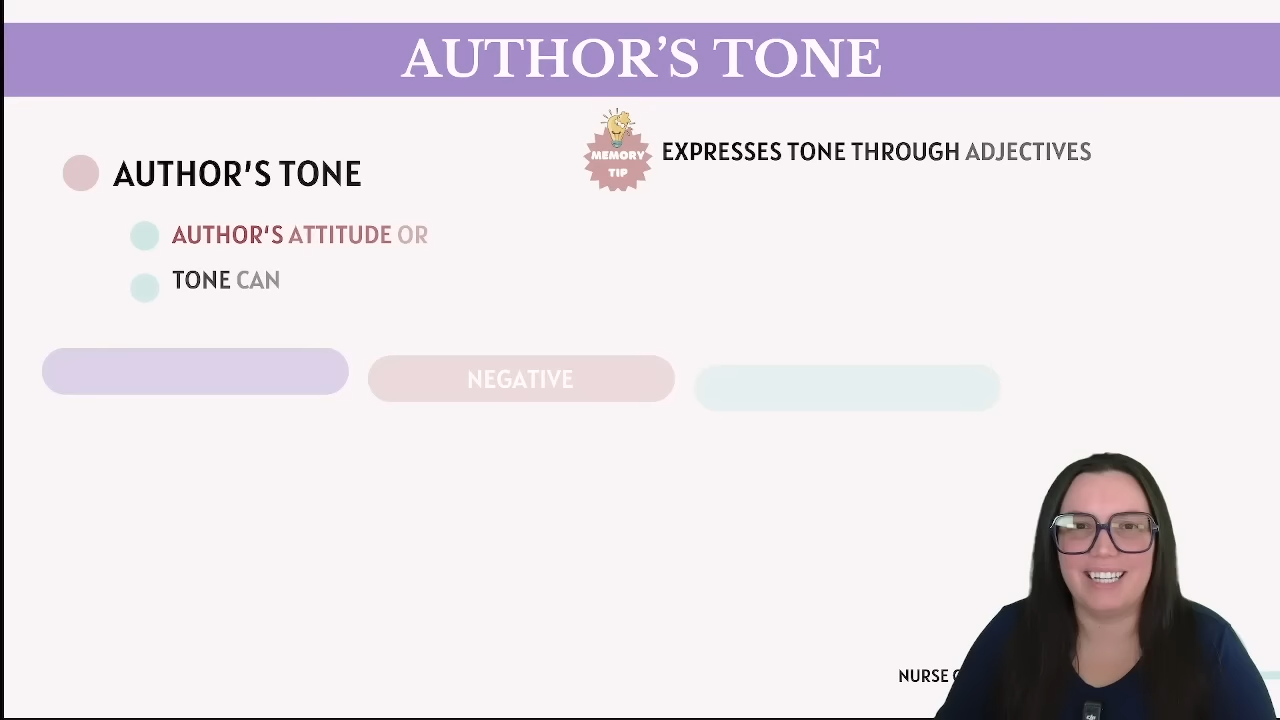 AUTHOR'S TONE
MEMORY
TIP
EXPRESSES TONE THROUGH ADJECTIVES
AUTHOR'S TONE
AUTHOR'S ATTITUDE OR
TONE CAN
NEGATIVE
NURSE